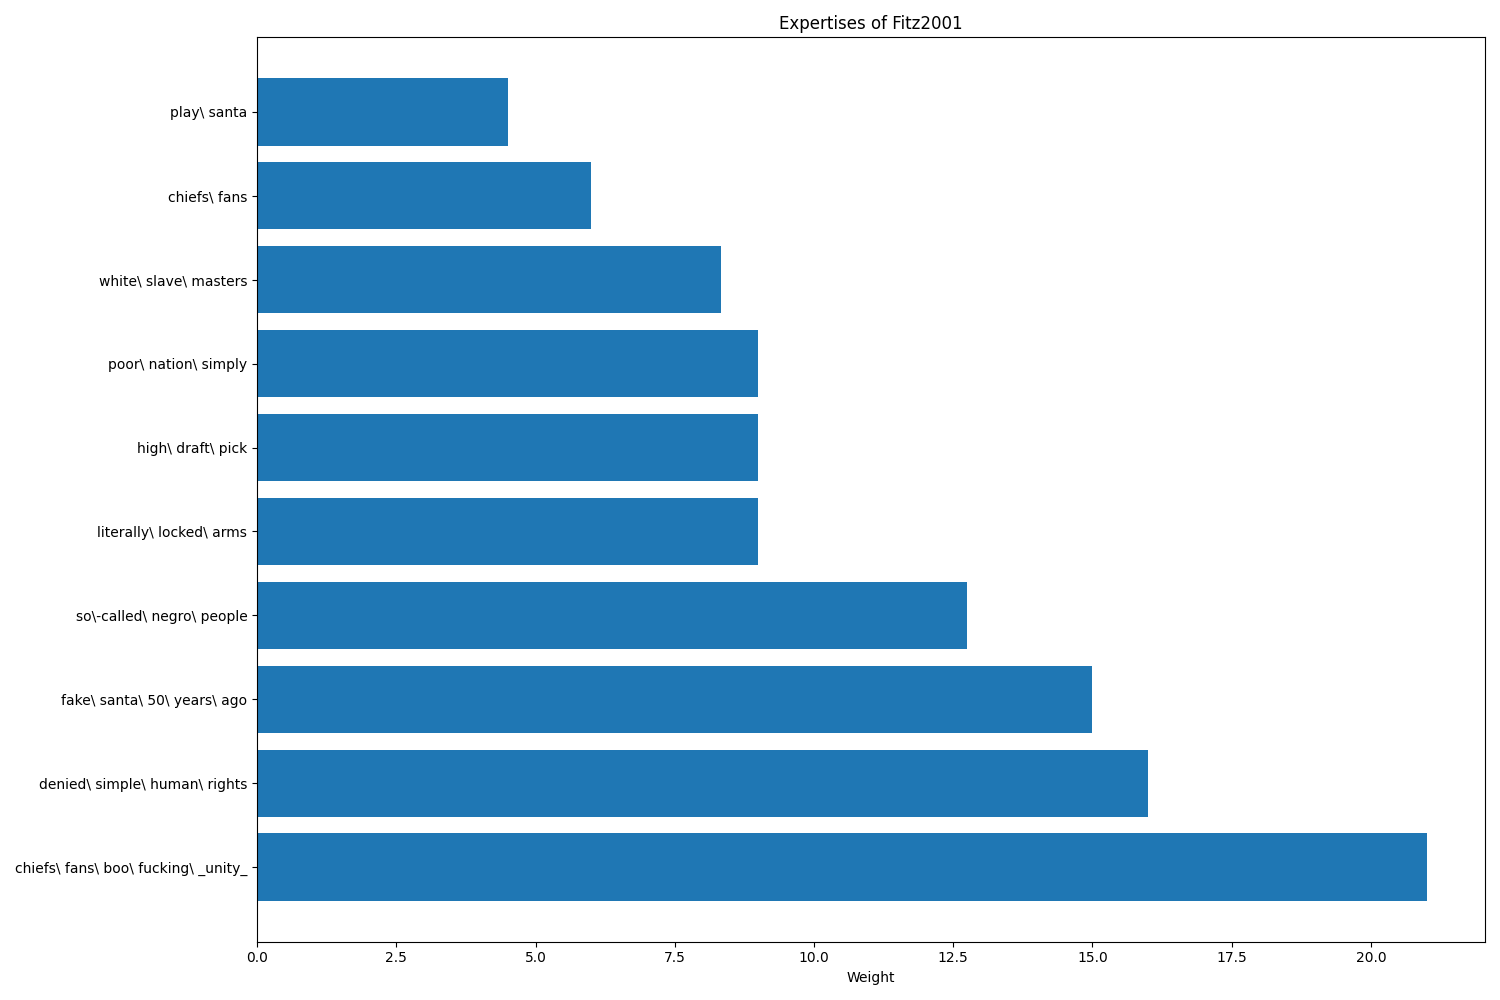 Expertises of Fitz2001
play\ santa
chiefs\ fans
white\ slave\ masters
poor\ nation\ simply
high\ draft\ pick
literally\ locked\ arms
so\-called\ negro\ people
fake\ santa\ 50\ years\ ago
denied\ simple\ human\ rights
chiefs\ fans\ boo\ fucking\ _unity_
0.0 2.5 5.0 7.5 10.0 12.5 15.0 17.5 20.0
Weight